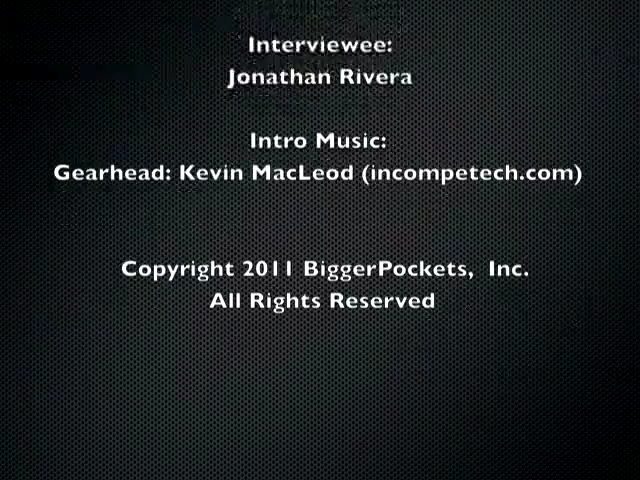 Interviewee:
Jonathan Rivera
Intro Music:
Gearhead: Kevin MacLeod (incompetech.com)
Copyright 2011 BiggerPockets, Inc.
All Rights Reserved